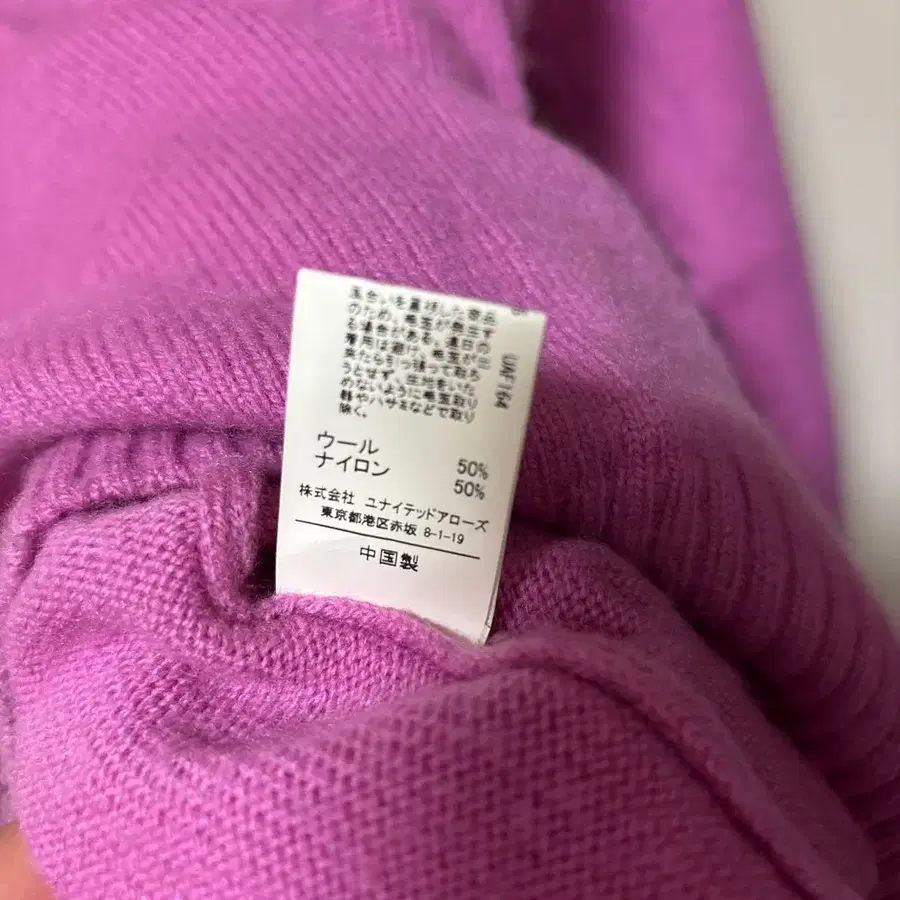 風合いを重視した商品
のため、毛玉が発生す
る場合がある。連日の
着用は避け、毛玉が出
来たら引っ張って取ろ
うとせず、生地をいた
めないように毛玉取り
器やハサミなどで取り
除く。
UAF164
ウール 50%
ナイロン 50%
株式会社 ユナイテッドアローズ
東京都港区赤坂 8-1-19
中国製